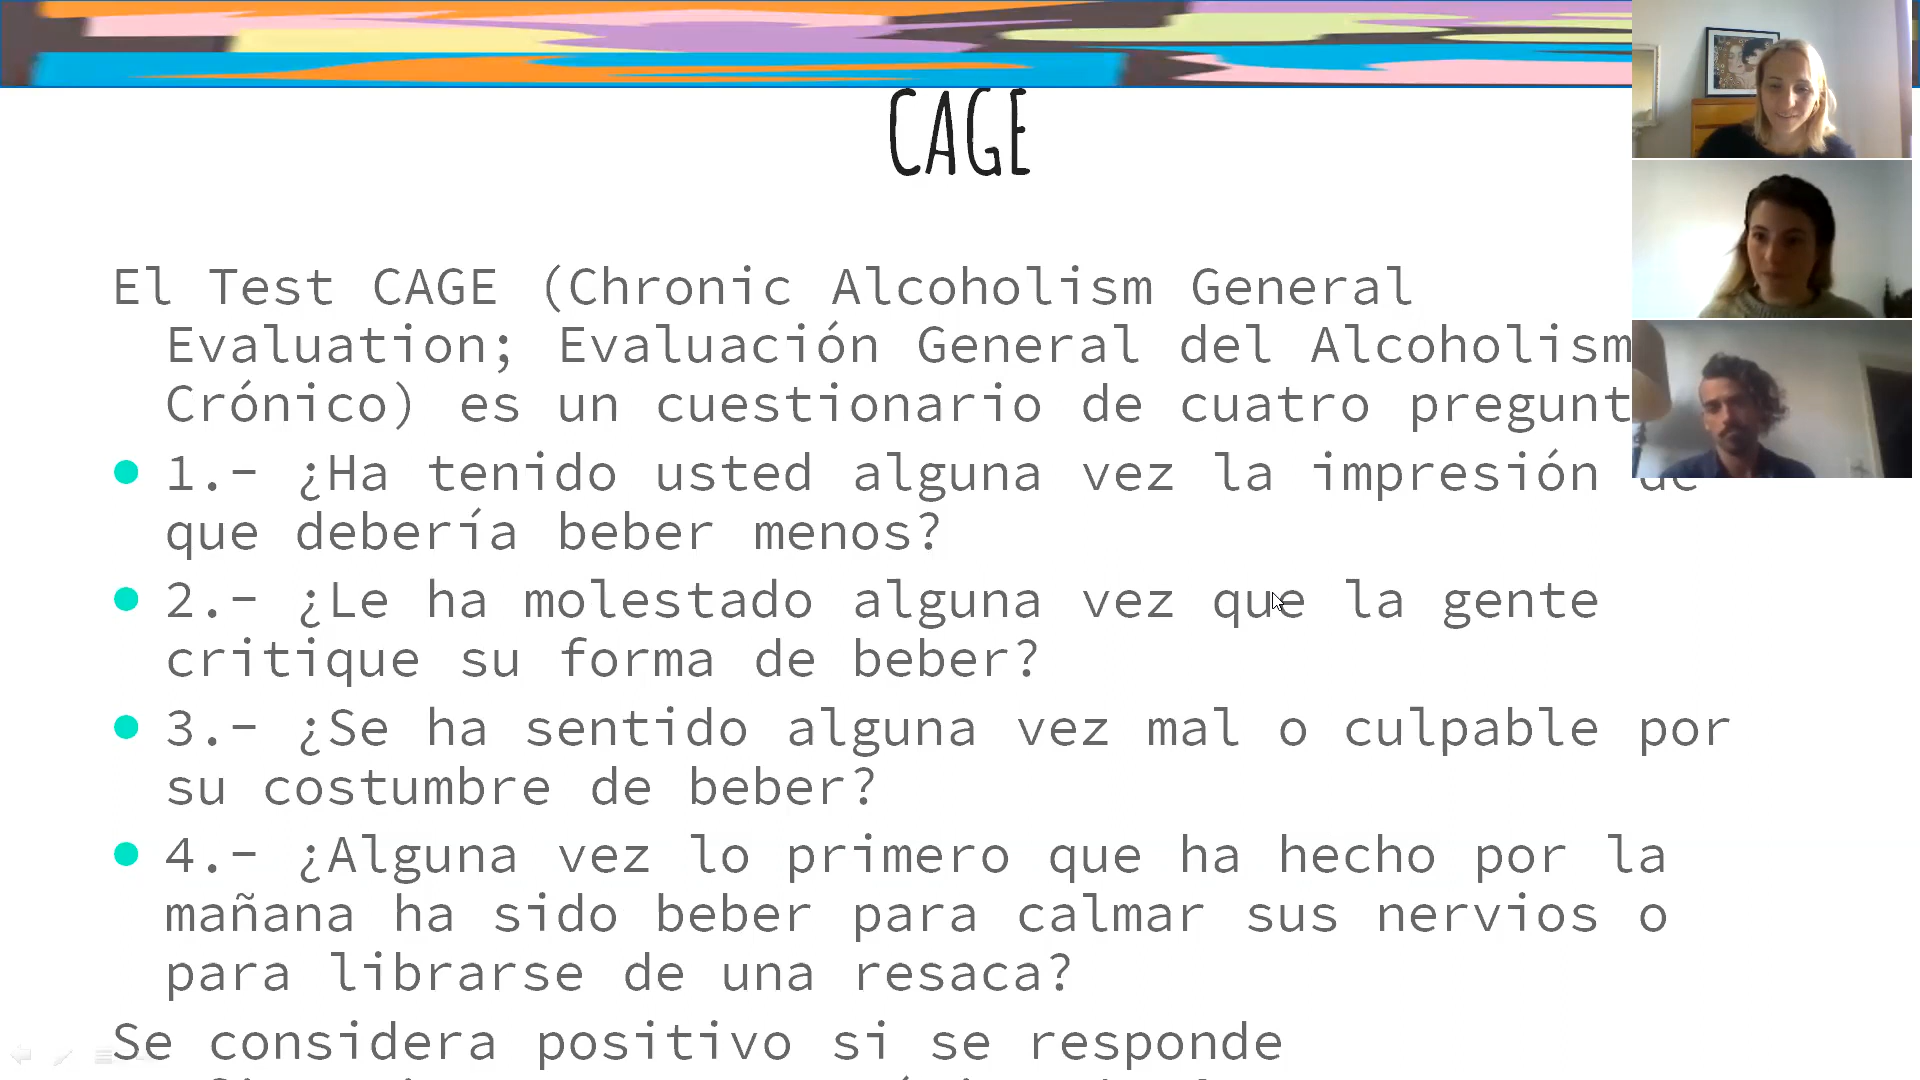 CAGE
El Test CAGE (Chronic Alcoholism General
Evaluation; Evaluación General del Alcoholism
Crónico) es un cuestionario de cuatro pregunt
1.- ¿Ha tenido usted alguna vez la impresión de
que debería beber menos?
2.- ¿Le ha molestado alguna vez que la gente
critique su forma de beber?
3.- ¿Se ha sentido alguna vez mal o culpable por
su costumbre de beber?
4.- ¿Alguna vez lo primero que ha hecho por la
mañana ha sido beber para calmar sus nervios o
para librarse de una resaca?
Se considera positivo si se responde